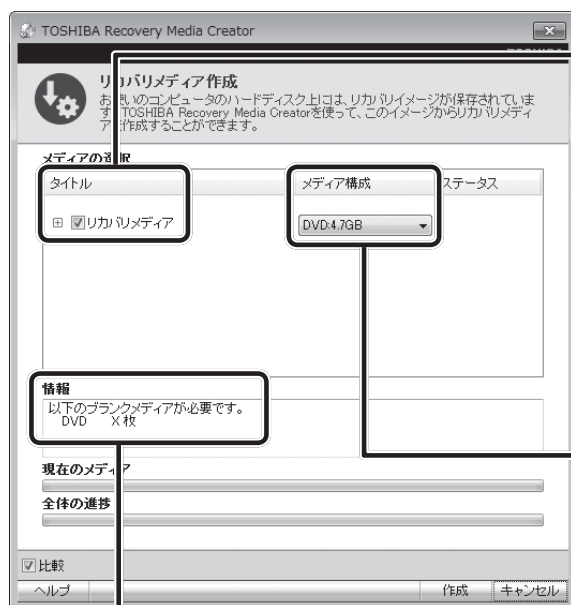 TOSHIBA Recovery Media Creator
リカバリメディア作成
お使いのコンピュータのハードディスク上には、リカバリイメージが保存されていま
す。TOSHIBA Recovery Media Creatorを使って、このイメージからリカバリメディ
アを作成することができます。
メディアの選択
タイトル メディア構成 ステータス
リカバリメディア DVD:4.7GB
情報
以下のブランクメディアが必要です。
DVD X枚
現在のメディア
全体の進捗
比較
ヘルプ 作成 キャンセル